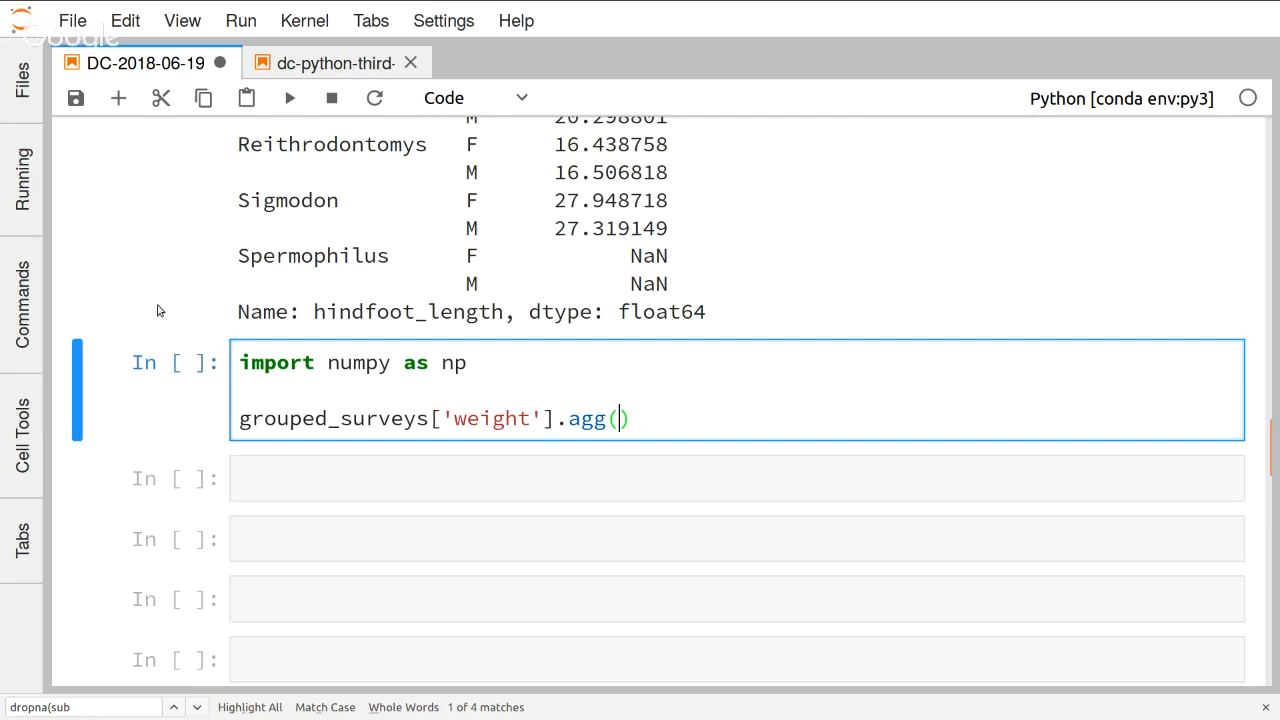 File Edit View Run Kernel Tabs Settings Help
Google
DC-2018-06-19 dc-python-third-
Code Python [conda env:py3]
Files
Running
Commands
Cell Tools
Tabs
M 20.298801
Reithrodontomys F 16.438758
M 16.506818
Sigmodon F 27.948718
M 27.319149
Spermophilus F NaN
M NaN
Name: hindfoot_length, dtype: float64
In [ ]: import numpy as np
grouped_surveys['weight'].agg()
In [ ]:
In [ ]:
In [ ]:
In [ ]:
dropna(sub Highlight All Match Case Whole Words 1 of 4 matches